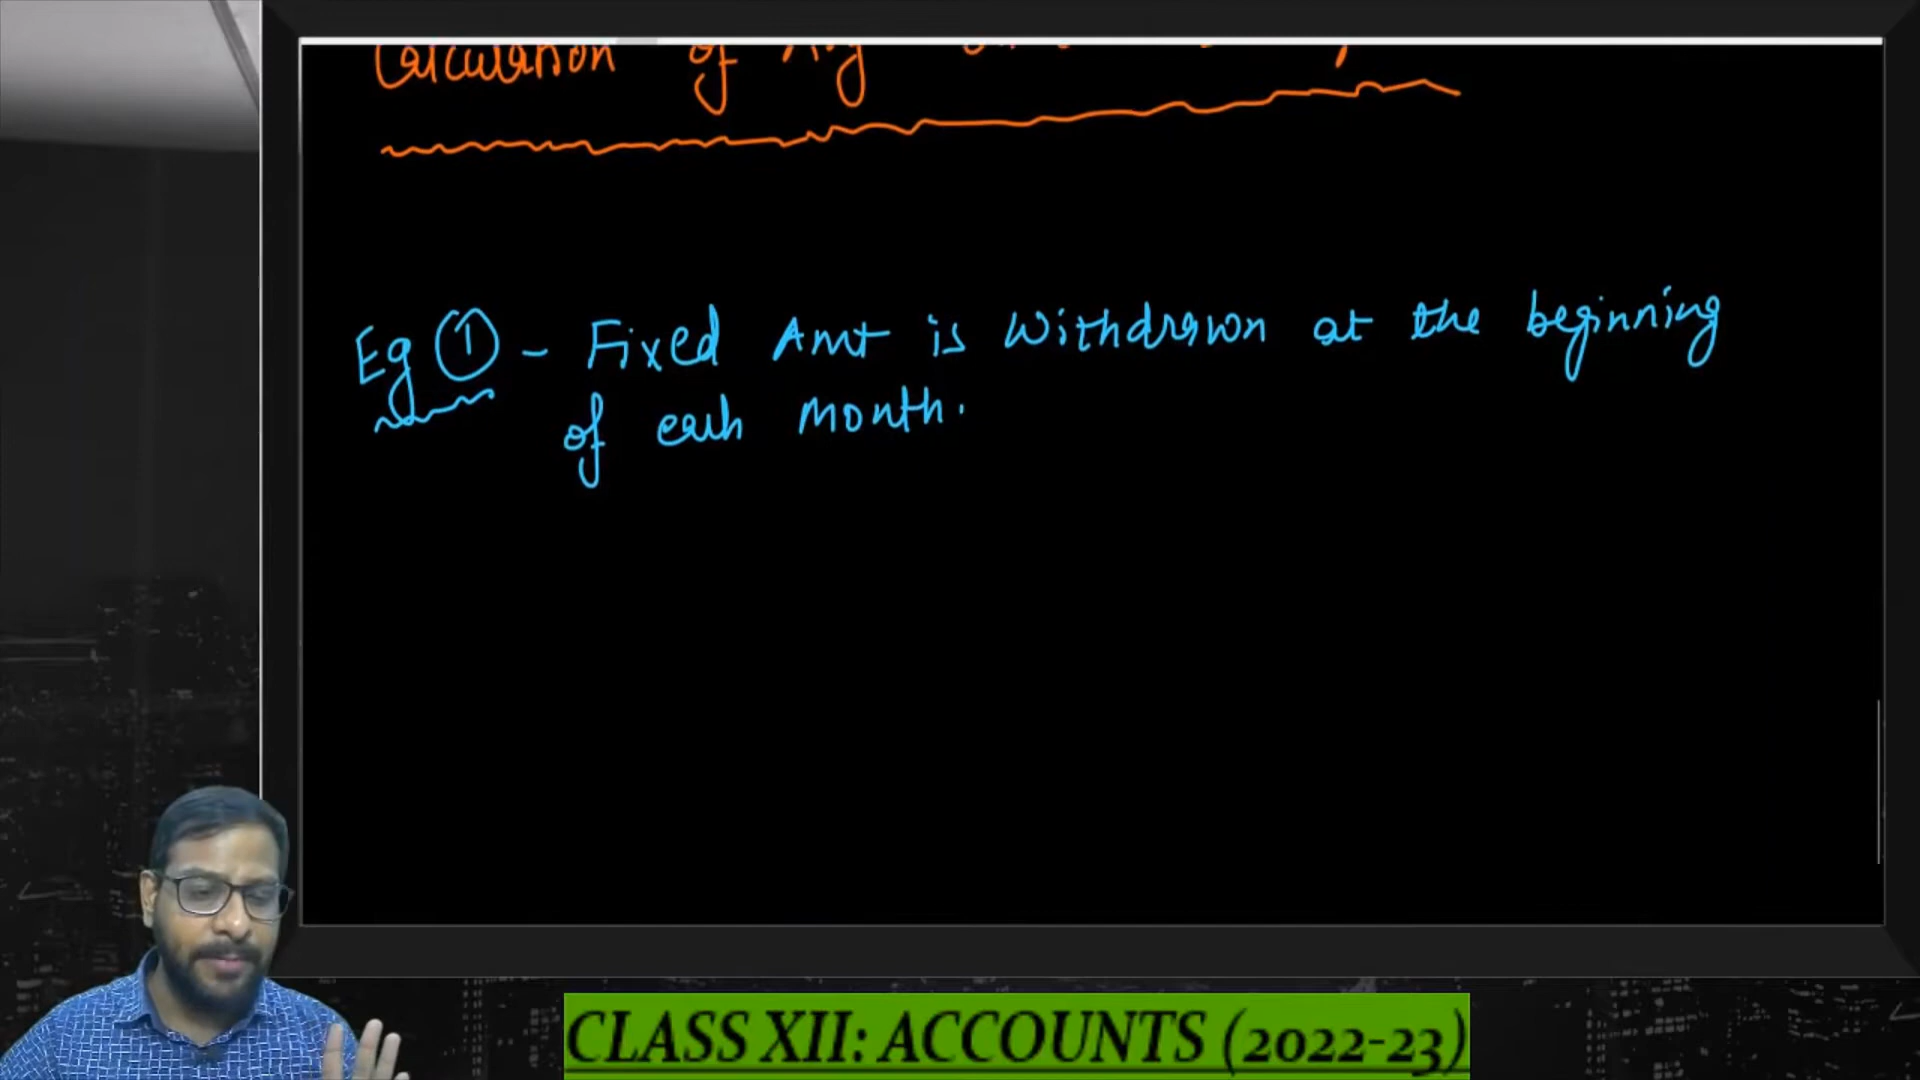 Calculation of
Eg ① - Fixed Amt is withdrawn at the beginning
of each month.
CLASS XII: ACCOUNTS (2022-23)